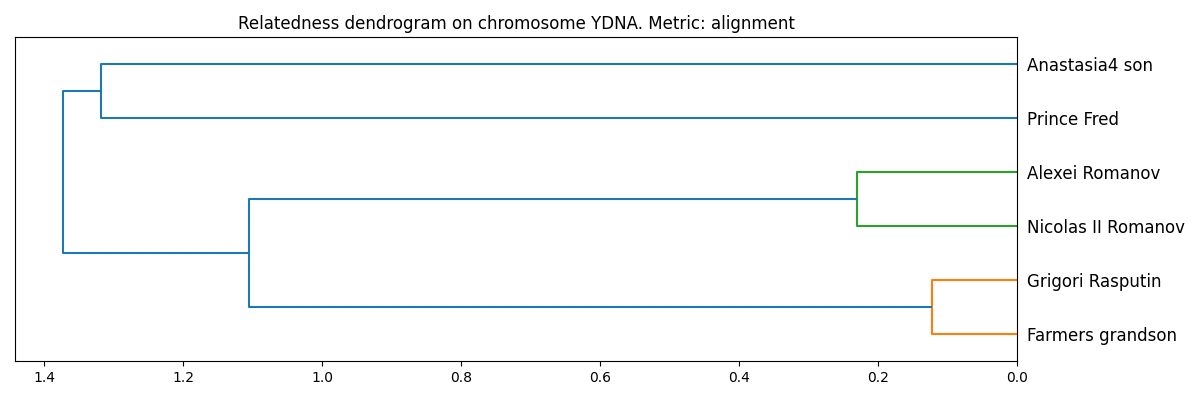 Relatedness dendrogram on chromosome YDNA. Metric: alignment
Anastasia4 son
Prince Fred
Alexei Romanov
Nicolas II Romanov
Grigori Rasputin
Farmers grandson
1.4 1.2 1.0 0.8 0.6 0.4 0.2 0.0